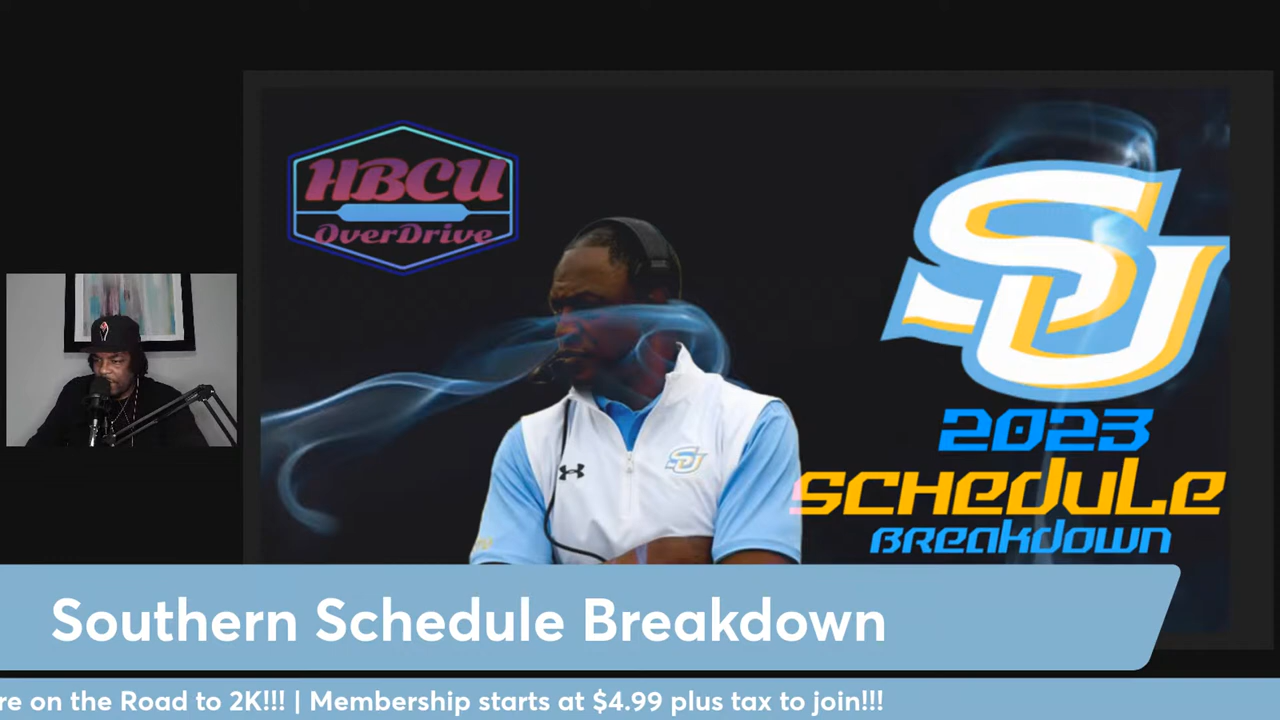 HBCU
OverDrive
SU
SU
2023
SCHEDULE
BREAKDOWN
Southern Schedule Breakdown
re on the Road to 2K!!! | Membership starts at $4.99 plus tax to join!!!